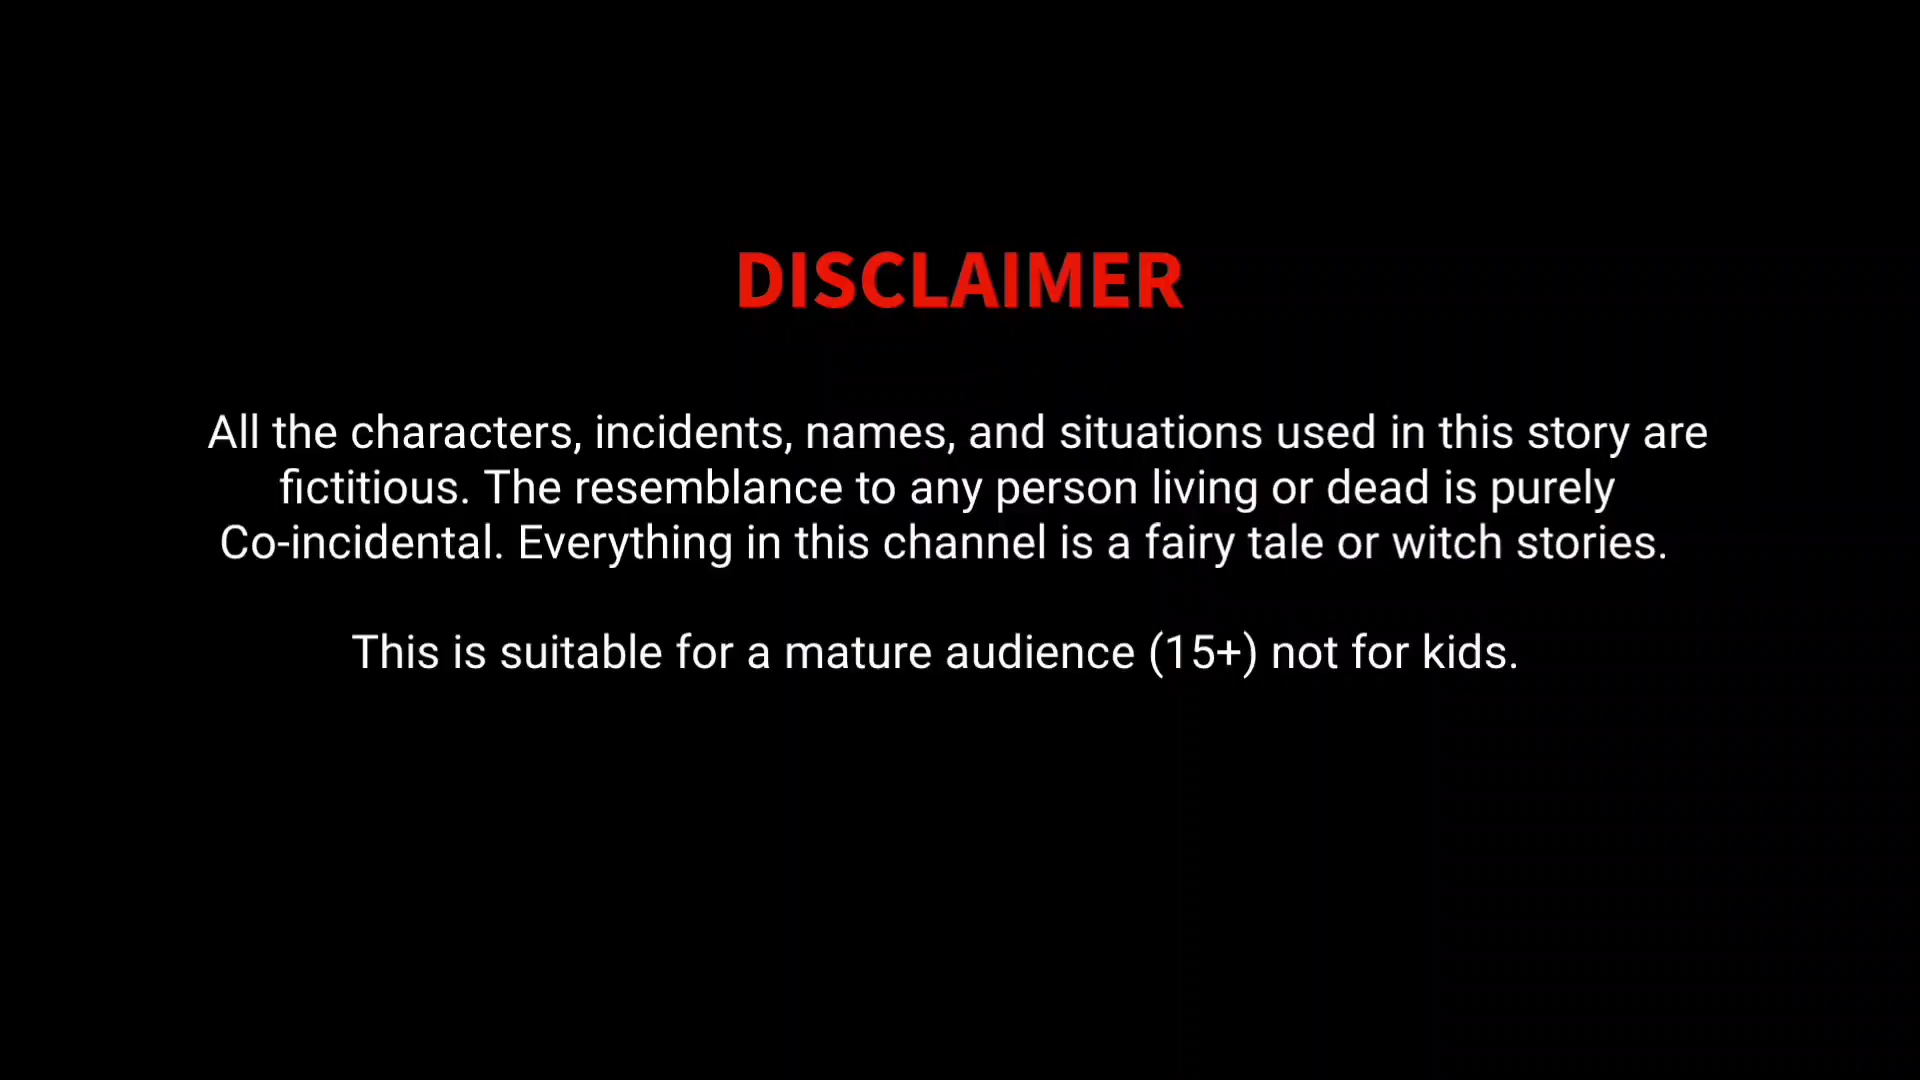 DISCLAIMER
All the characters, incidents, names, and situations used in this story are
fictitious. The resemblance to any person living or dead is purely
Co-incidental. Everything in this channel is a fairy tale or witch stories.
This is suitable for a mature audience (15+) not for kids.